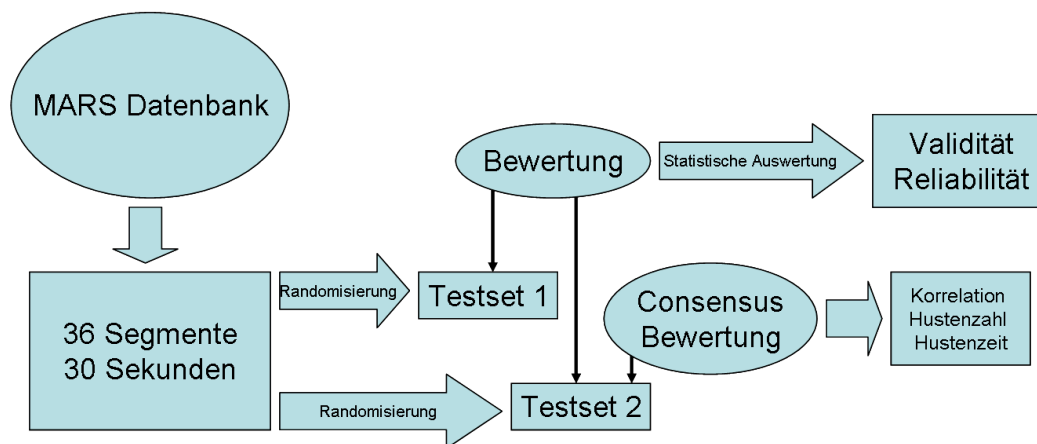 MARS Datenbank
Bewertung
Statistische Auswertung
Validität
Reliabilität
36 Segmente
30 Sekunden
Randomisierung
Testset 1
Consensus
Bewertung
Korrelation
Hustenzahl
Hustenzeit
Randomisierung
Testset 2